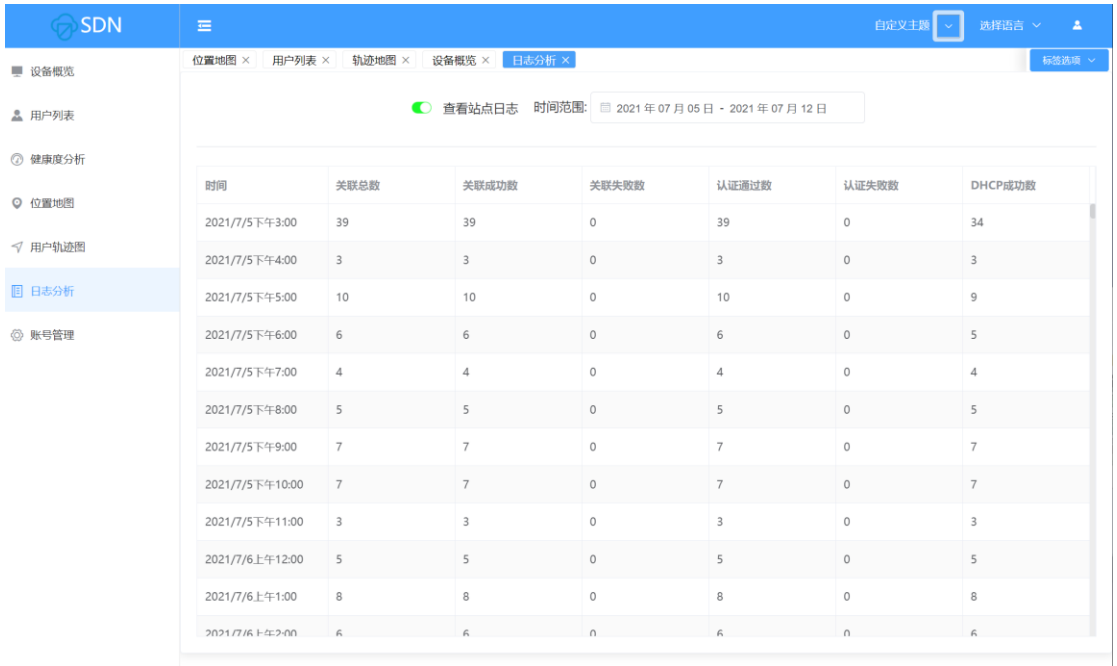 SDN
自定义主题 选择语言
位置地图 × 用户列表 × 轨迹地图 × 设备概览 × 日志分析 × 标签选项
设备概览
用户列表
健康度分析
位置地图
用户轨迹图
日志分析
账号管理
查看站点日志 时间范围: 2021 年 07 月 05 日 - 2021 年 07 月 12 日
时间 关联总数 关联成功数 关联失败数 认证通过数 认证失败数 DHCP成功数
2021/7/5下午3:00 39 39 0 39 0 34
2021/7/5下午4:00 3 3 0 3 0 3
2021/7/5下午5:00 10 10 0 10 0 9
2021/7/5下午6:00 6 6 0 6 0 5
2021/7/5下午7:00 4 4 0 4 0 4
2021/7/5下午8:00 5 5 0 5 0 5
2021/7/5下午9:00 7 7 0 7 0 7
2021/7/5下午10:00 7 7 0 7 0 7
2021/7/5下午11:00 3 3 0 3 0 3
2021/7/6上午12:00 5 5 0 5 0 5
2021/7/6上午1:00 8 8 0 8 0 8
2021/7/6上午2:00 6 6 0 6 0 6